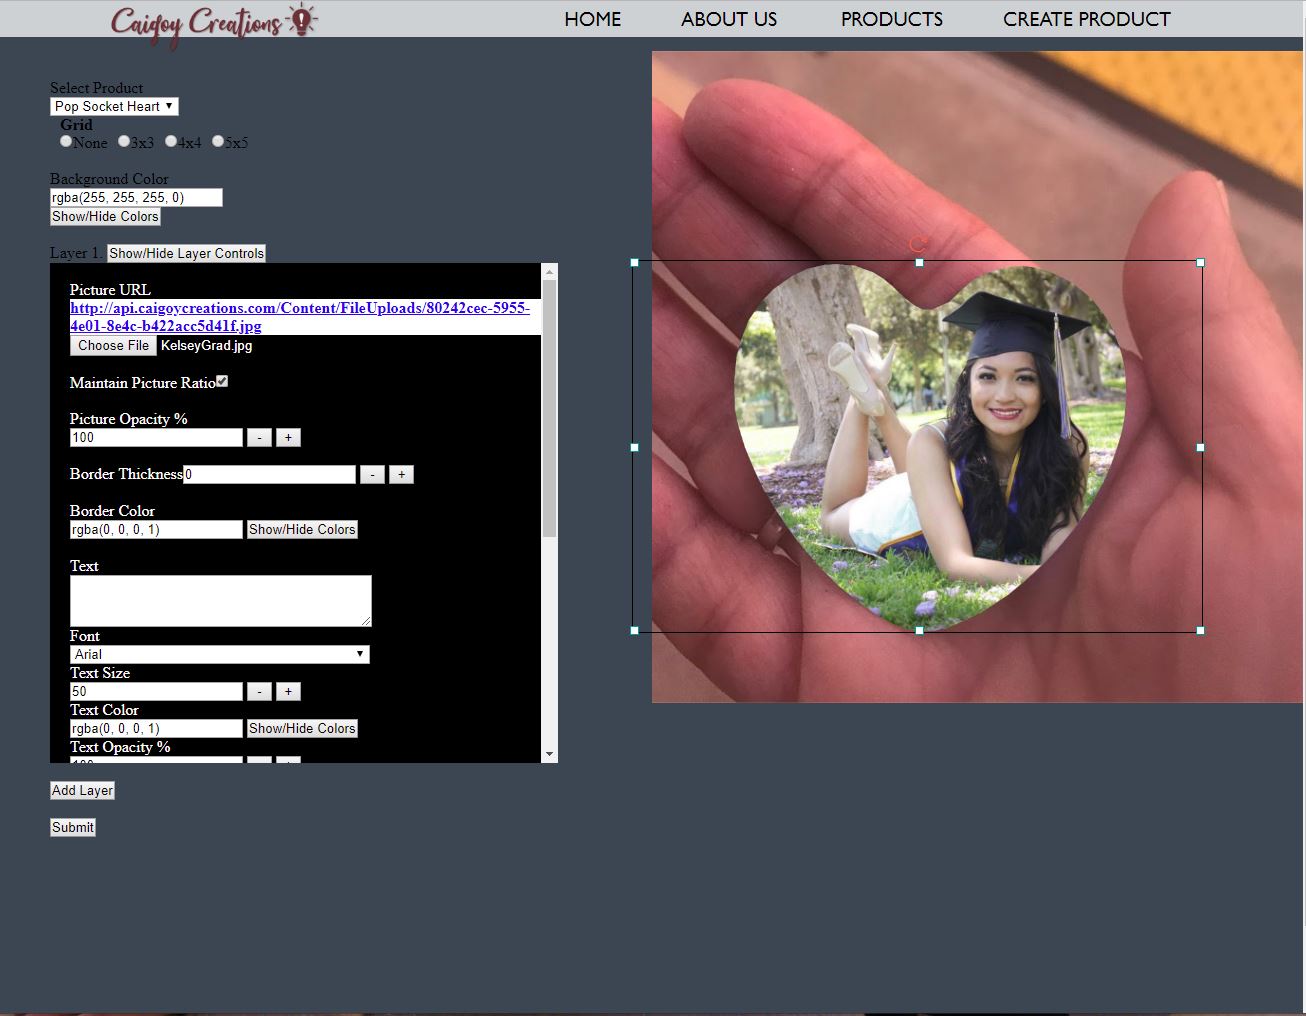 Caigoy Creations
HOME ABOUT US PRODUCTS CREATE PRODUCT
Select Product
Pop Socket Heart
Grid
None 3x3 4x4 5x5
Background Color
rgba(255, 255, 255, 0)
Show/Hide Colors
Layer 1. Show/Hide Layer Controls
Picture URL
http://api.caigoycreations.com/Content/FileUploads/80242cec-5955-
4e01-8e4c-b422acc5d41f.jpg
Choose File KelseyGrad.jpg
Maintain Picture Ratio
Picture Opacity %
100 - +
Border Thickness 0 - +
Border Color
rgba(0, 0, 0, 1) Show/Hide Colors
Text
Font
Arial
Text Size
50 - +
Text Color
rgba(0, 0, 0, 1) Show/Hide Colors
Text Opacity %
100 - +
Add Layer
Submit